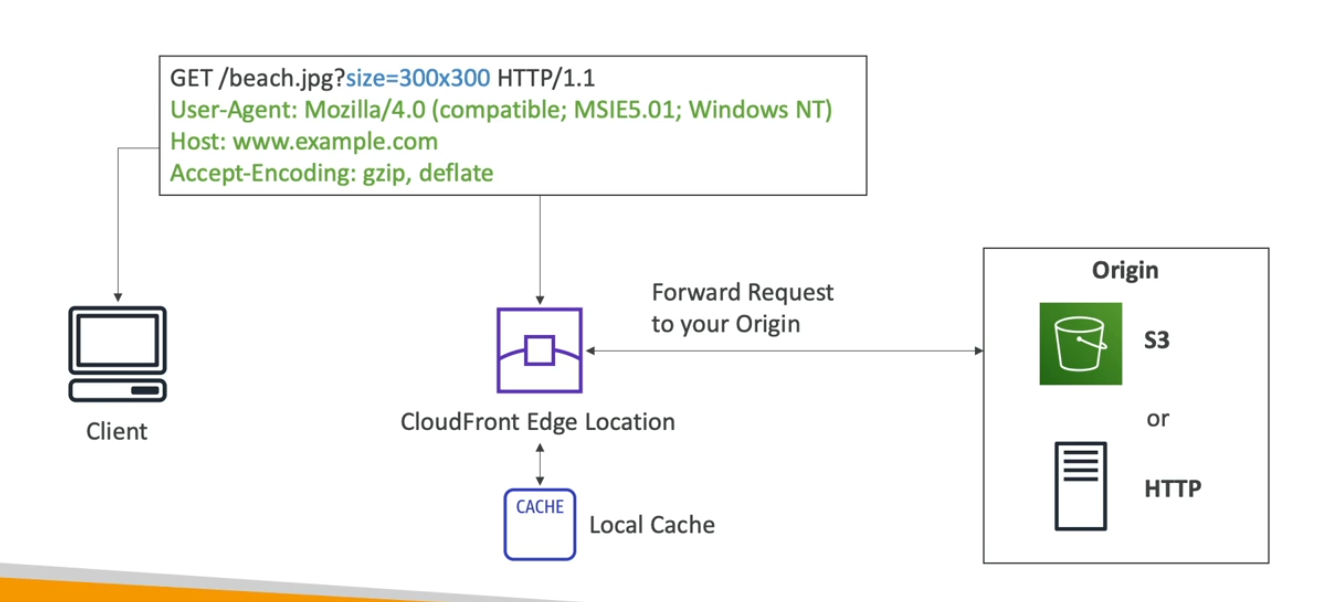 GET /beach.jpg?size=300x300 HTTP/1.1
User-Agent: Mozilla/4.0 (compatible; MSIE5.01; Windows NT)
Host: www.example.com
Accept-Encoding: gzip, deflate
Client
CloudFront Edge Location
CACHE
Local Cache
Forward Request
to your Origin
Origin
S3
or
HTTP